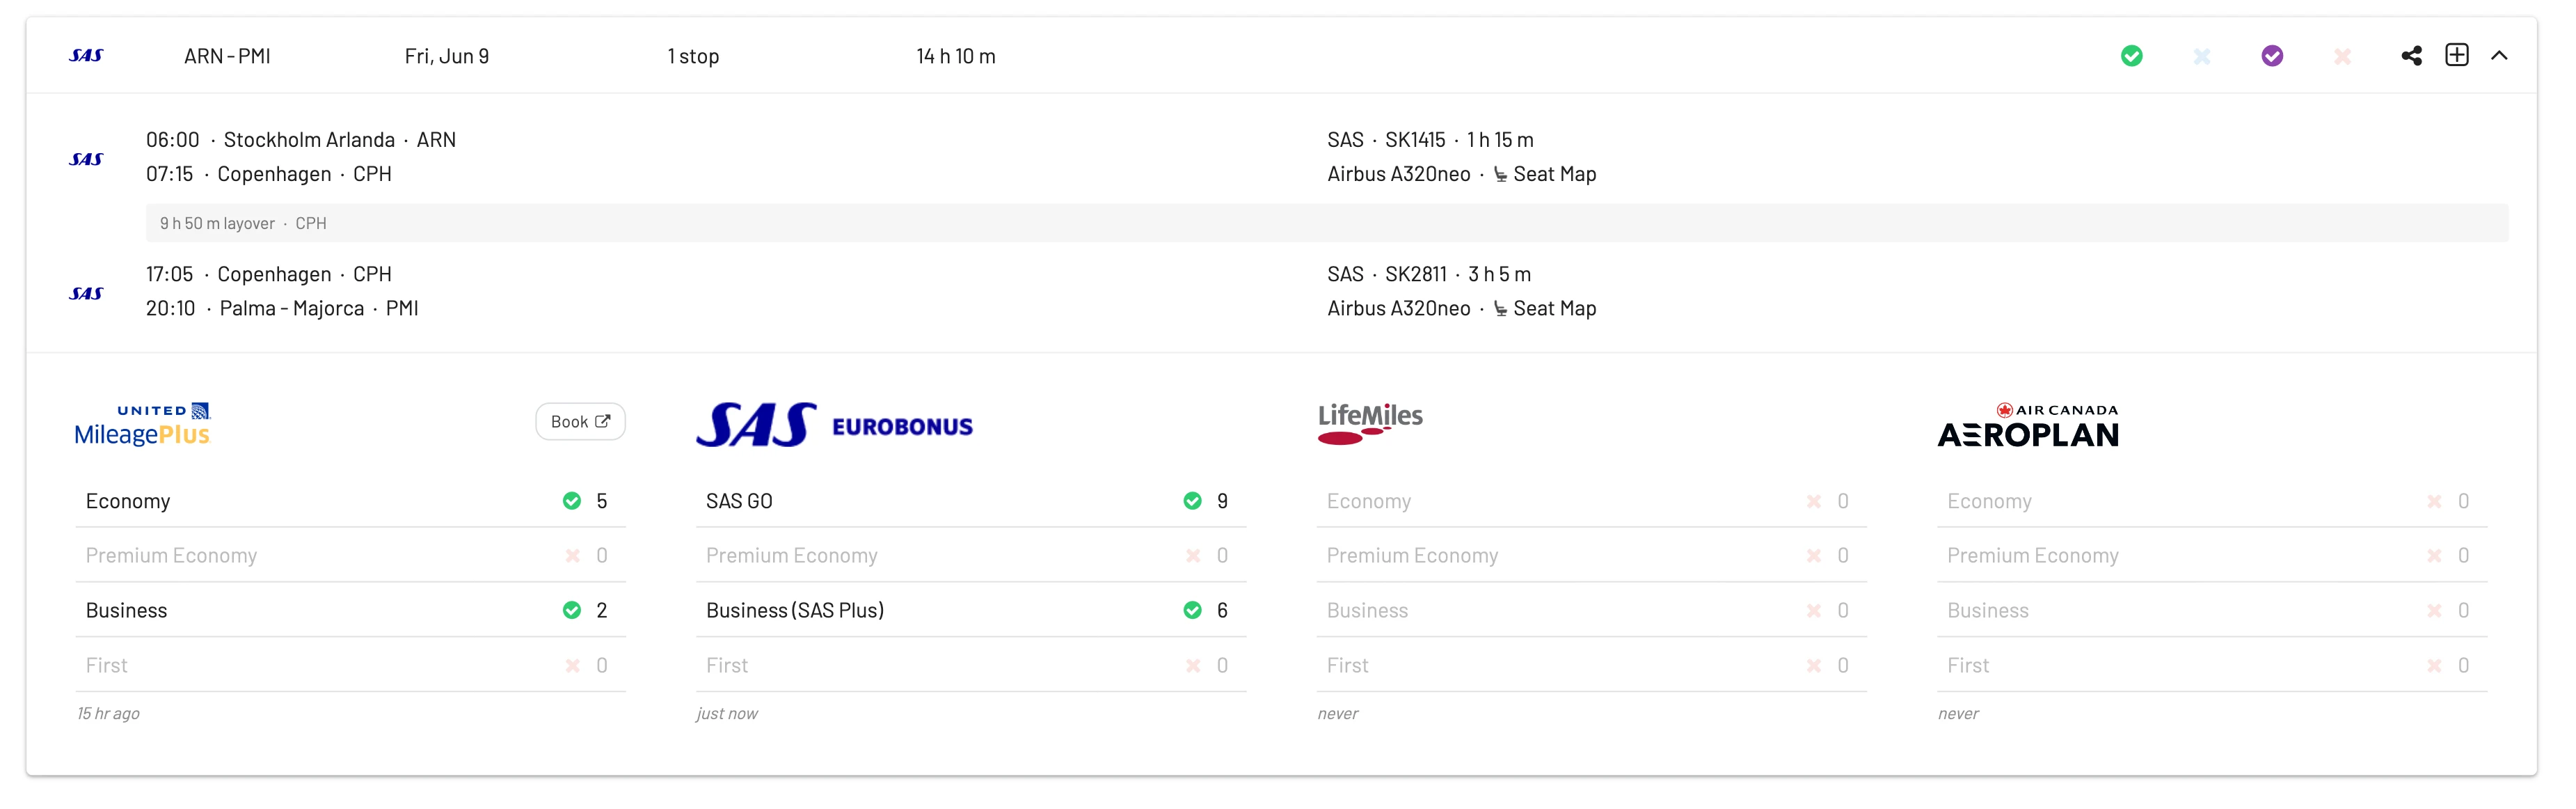 SAS ARN - PMI Fri, Jun 9 1 stop 14 h 10 m
SAS
06:00 · Stockholm Arlanda · ARN
07:15 · Copenhagen · CPH
SAS · SK1415 · 1 h 15 m
Airbus A320neo · Seat Map
9 h 50 m layover · CPH
SAS
17:05 · Copenhagen · CPH
20:10 · Palma - Majorca · PMI
SAS · SK2811 · 3 h 5 m
Airbus A320neo · Seat Map
UNITED
MileagePlus
Book
Economy 5
Premium Economy 0
Business 2
First 0
15 hr ago
SAS EUROBONUS
SAS GO 9
Premium Economy 0
Business (SAS Plus) 6
First 0
just now
LifeMiles
Economy 0
Premium Economy 0
Business 0
First 0
never
AIR CANADA
AEROPLAN
Economy 0
Premium Economy 0
Business 0
First 0
never